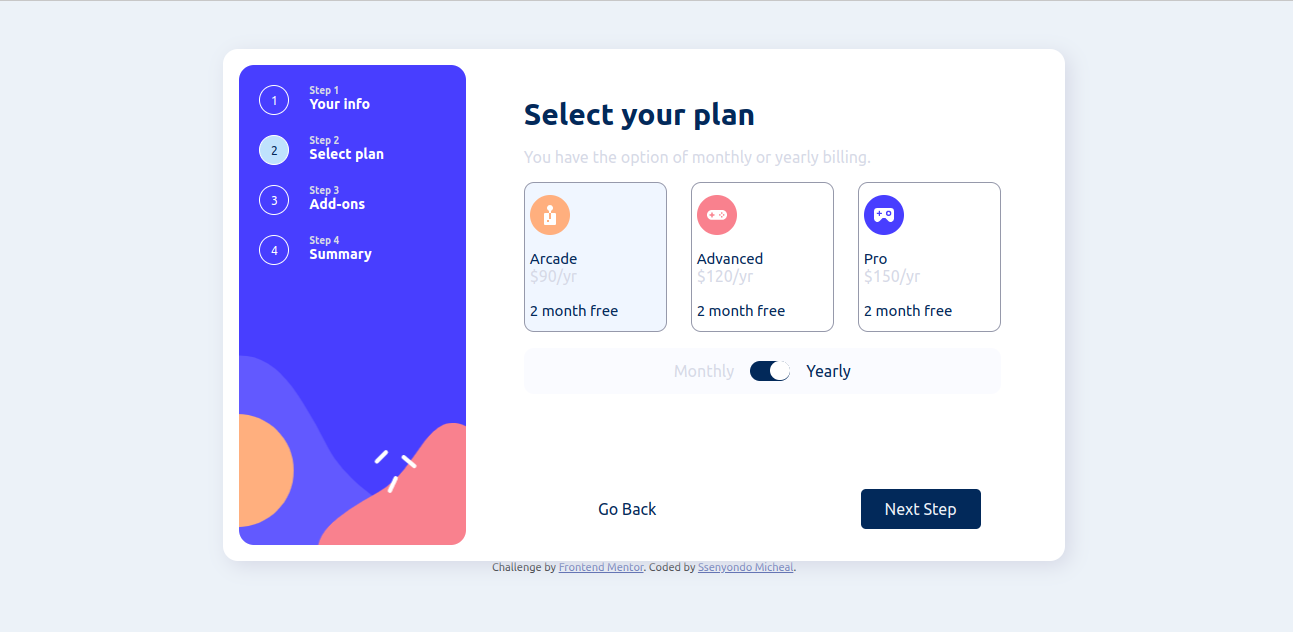 1
Step 1
Your info
2
Step 2
Select plan
3
Step 3
Add-ons
4
Step 4
Summary
Select your plan
You have the option of monthly or yearly billing.
Arcade
$90/yr
2 month free
Advanced
$120/yr
2 month free
Pro
$150/yr
2 month free
Monthly Yearly
Go Back Next Step
Challenge by Frontend Mentor. Coded by Ssenyondo Micheal.